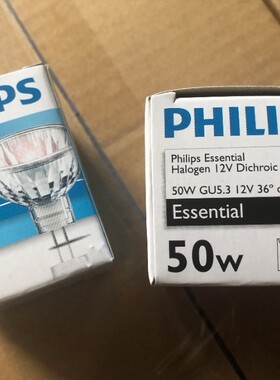 PS
PHILI
Philips Essential
Halogen 12V Dichroic
50W GU5.3 12V 36°
Essential
50w